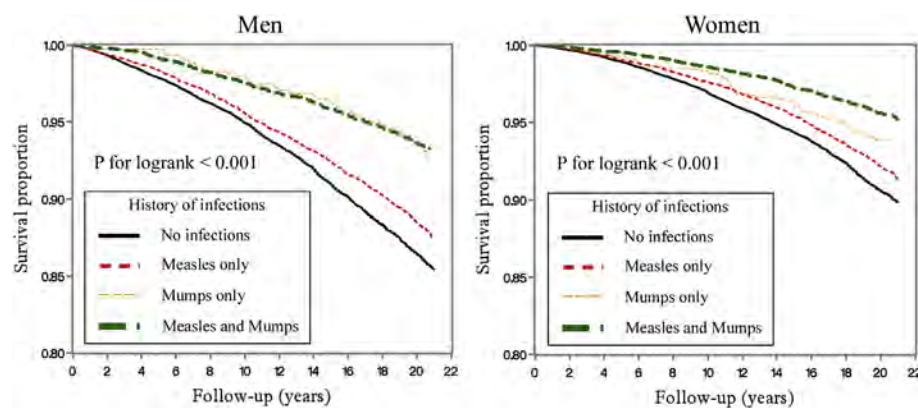 Men
Survival proportion
1.00
0.95
0.90
0.85
0.80
P for logrank < 0.001
History of infections
No infections
Measles only
Mumps only
Measles and Mumps
0 2 4 6 8 10 12 14 16 18 20 22
Follow-up (years)
Women
Survival proportion
1.00
0.95
0.90
0.85
0.80
P for logrank < 0.001
History of infections
No infections
Measles only
Mumps only
Measles and Mumps
0 2 4 6 8 10 12 14 16 18 20 22
Follow-up (years)